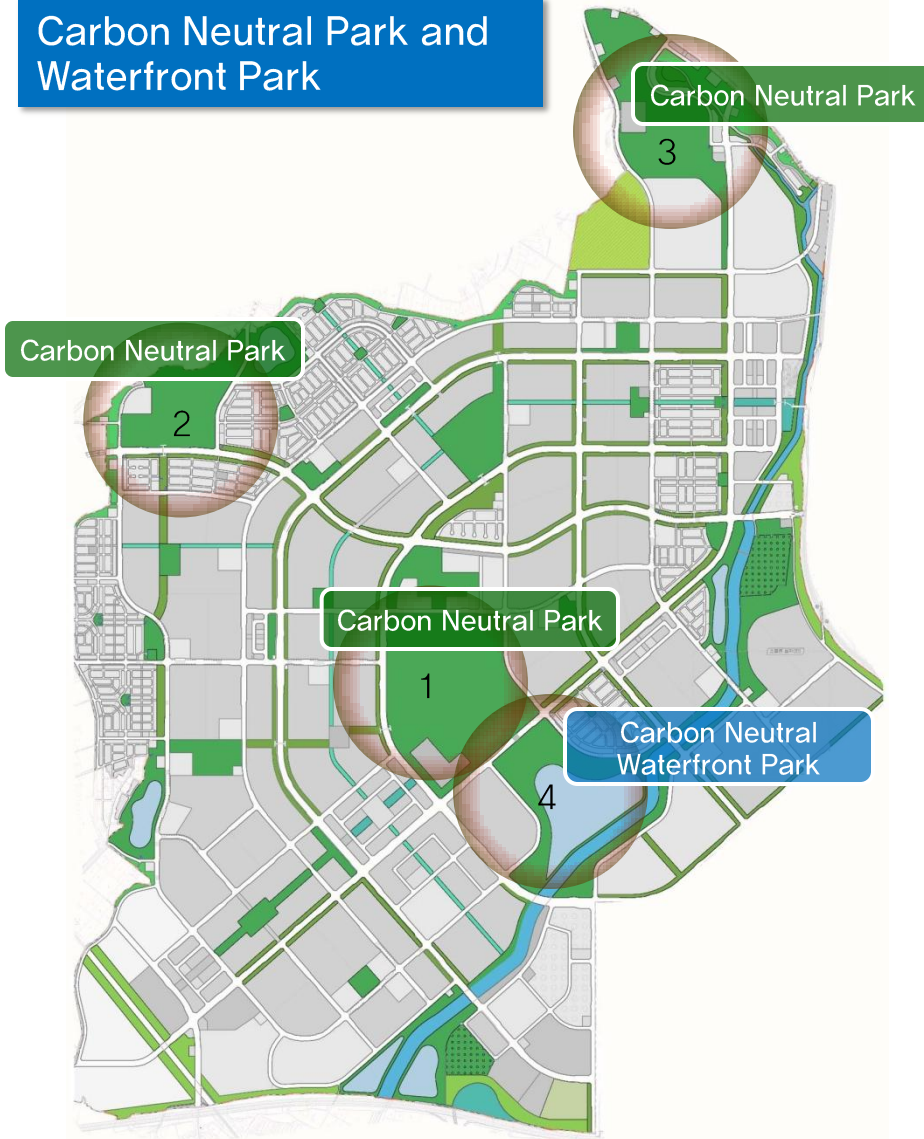 Carbon Neutral Park and
Waterfront Park
Carbon Neutral Park
3
Carbon Neutral Park
2
Carbon Neutral Park
1
Carbon Neutral
Waterfront Park
4